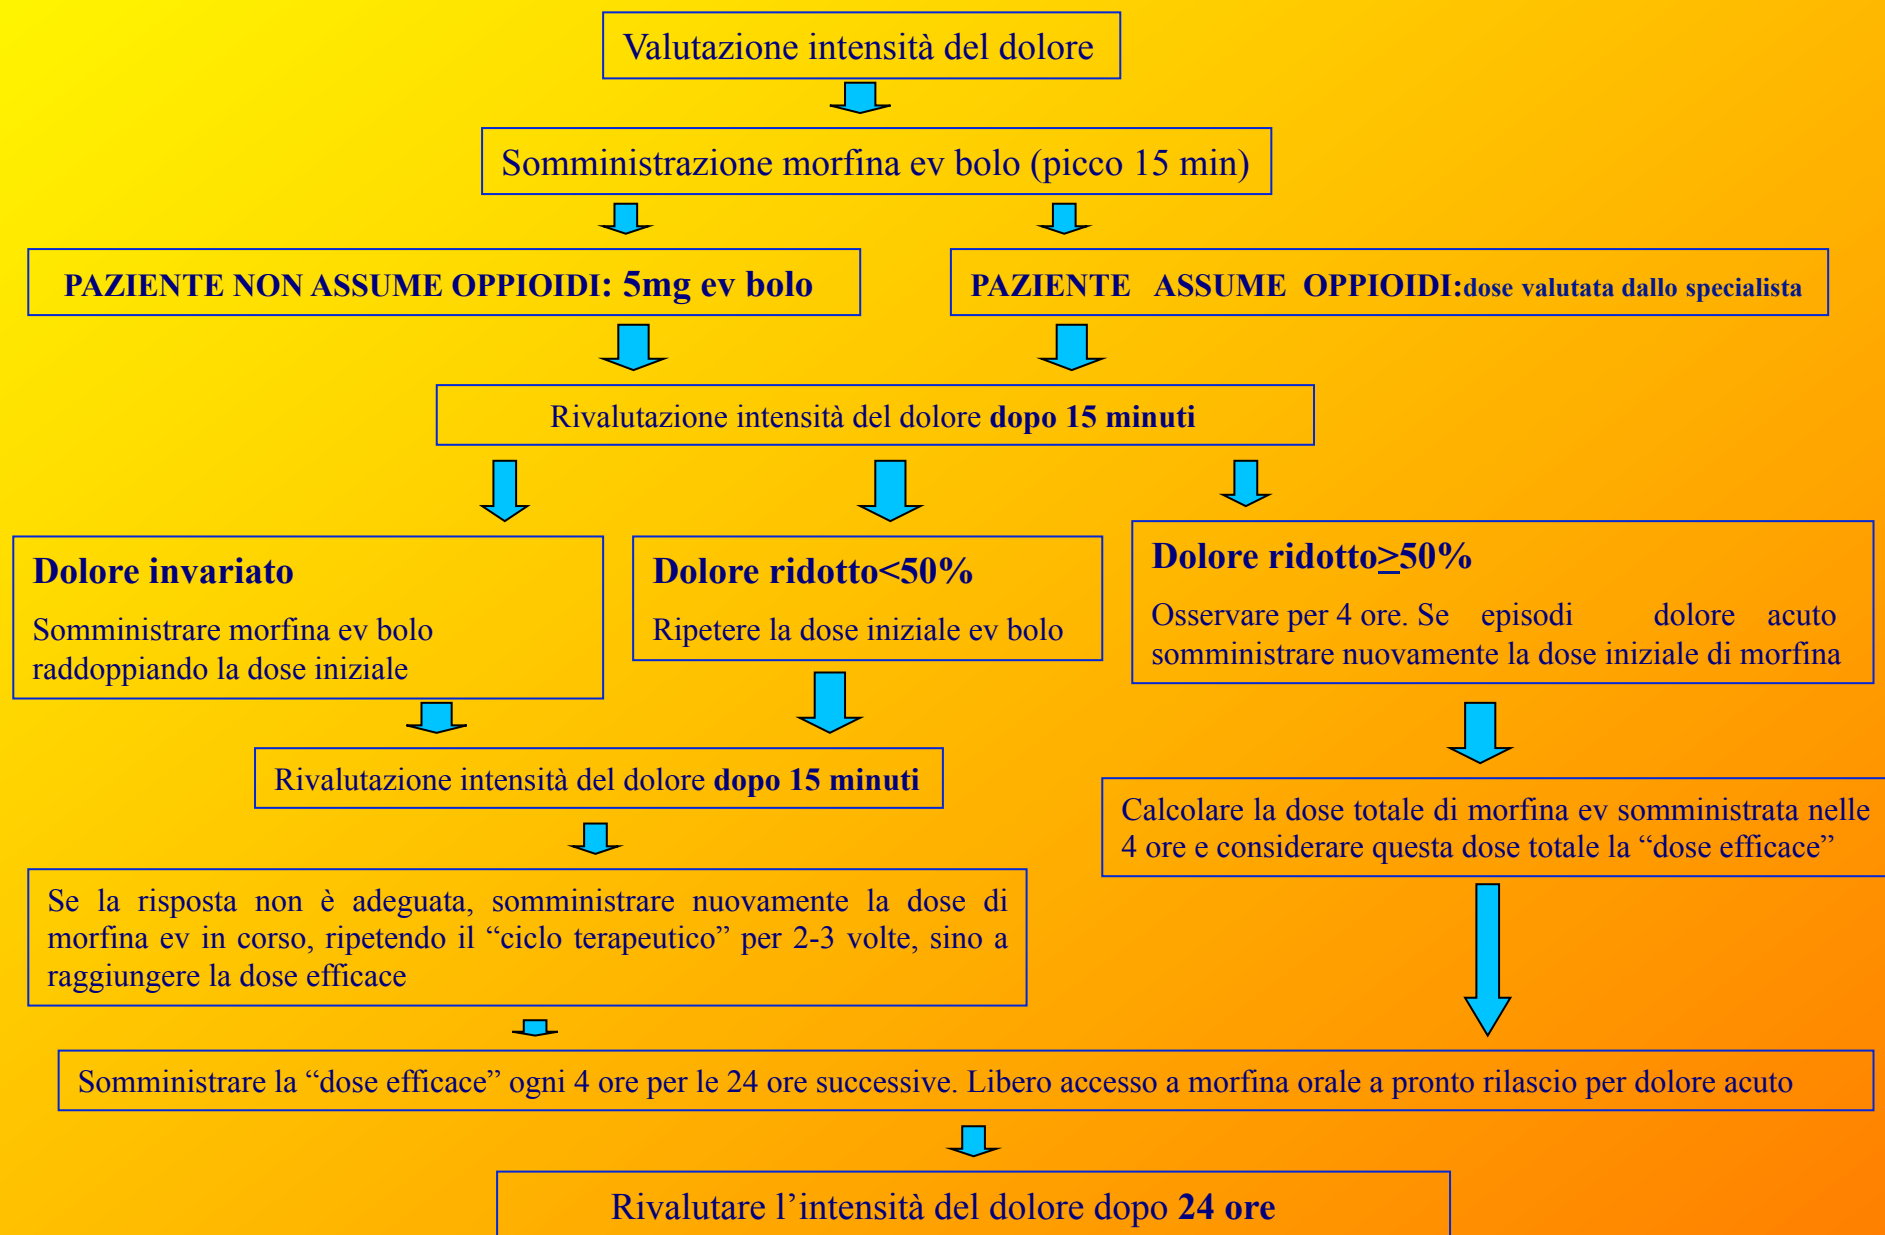 Valutazione intensità del dolore
Somministrazione morfina ev bolo (picco 15 min)
PAZIENTE NON ASSUME OPPIOIDI: 5mg ev bolo
PAZIENTE ASSUME OPPIOIDI:dose valutata dallo specialista
Rivalutazione intensità del dolore dopo 15 minuti
Dolore invariato
Somministrare morfina ev bolo
raddoppiando la dose iniziale
Dolore ridotto<50%
Ripetere la dose iniziale ev bolo
Dolore ridotto≥50%
Osservare per 4 ore. Se episodi dolore acuto
somministrare nuovamente la dose iniziale di morfina
Rivalutazione intensità del dolore dopo 15 minuti
Calcolare la dose totale di morfina ev somministrata nelle
4 ore e considerare questa dose totale la “dose efficace”
Se la risposta non è adeguata, somministrare nuovamente la dose di
morfina ev in corso, ripetendo il “ciclo terapeutico” per 2-3 volte, sino a
raggiungere la dose efficace
Somministrare la “dose efficace” ogni 4 ore per le 24 ore successive. Libero accesso a morfina orale a pronto rilascio per dolore acuto
Rivalutare l’intensità del dolore dopo 24 ore